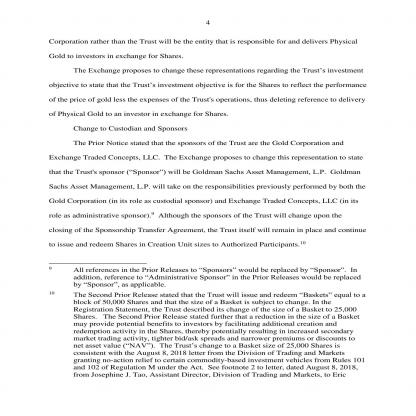 4
Corporation rather than the Trust will be the entity that is responsible for and delivers Physical
Gold to investors in exchange for Shares.
The Exchange proposes to change these representations regarding the Trust's investment
objective to state that the Trust's investment objective is for the Shares to reflect the performance
of the price of gold less the expenses of the Trust's operations, thus deleting reference to delivery
of Physical Gold to an investor in exchange for Shares.
Change to Custodian and Sponsors
The Prior Notice stated that the sponsors of the Trust are the Gold Corporation and
Exchange Traded Concepts, LLC. The Exchange proposes to change this representation to state
that the Trust's sponsor ("Sponsor") will be Goldman Sachs Asset Management, L.P. Goldman
Sachs Asset Management, L.P. will take on the responsibilities previously performed by both the
Gold Corporation (in its role as custodial sponsor) and Exchange Traded Concepts, LLC (in its
role as administrative sponsor).9 Although the sponsors of the Trust will change upon the
closing of the Sponsorship Transfer Agreement, the Trust itself will remain in place and continue
to issue and redeem Shares in Creation Unit sizes to Authorized Participants.10
9 All references in the Prior Releases to "Sponsors" would be replaced by "Sponsor". In
addition, reference to "Administrative Sponsor" in the Prior Releases would be replaced
by "Sponsor", as applicable.
10 The Second Prior Release stated that the Trust will issue and redeem "Baskets" equal to a
block of 50,000 Shares and that the size of a Basket is subject to change. In the
Registration Statement, the Trust described its change of the size of a Basket to 25,000
Shares. The Second Prior Release stated further that a reduction in the size of a Basket
may provide potential benefits to investors by facilitating additional creation and
redemption activity in the Shares, thereby potentially resulting in increased secondary
market trading activity, tighter bid/ask spreads and narrower premiums or discounts to
net asset value ("NAV"). The Trust's change to a Basket size of 25,000 Shares is
consistent with the August 8, 2018 letter from the Division of Trading and Markets
granting no-action relief to certain commodity-based investment vehicles from Rules 101
and 102 of Regulation M under the Act. See footnote 2 to letter, dated August 8, 2018,
from Josephine J. Tao, Assistant Director, Division of Trading and Markets, to Eric